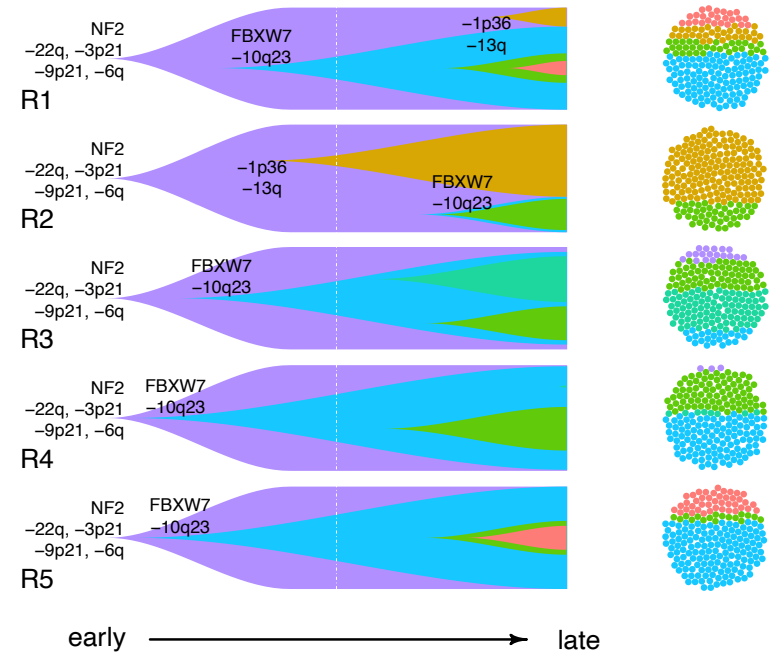 NF2
−22q, −3p21
−9p21, −6q
R1
FBXW7
−10q23
−1p36
−13q
NF2
−22q, −3p21
−9p21, −6q
R2
−1p36
−13q
FBXW7
−10q23
NF2
−22q, −3p21
−9p21, −6q
R3
FBXW7
−10q23
NF2
−22q, −3p21
−9p21, −6q
R4
FBXW7
−10q23
NF2
−22q, −3p21
−9p21, −6q
R5
FBXW7
−10q23
early
late